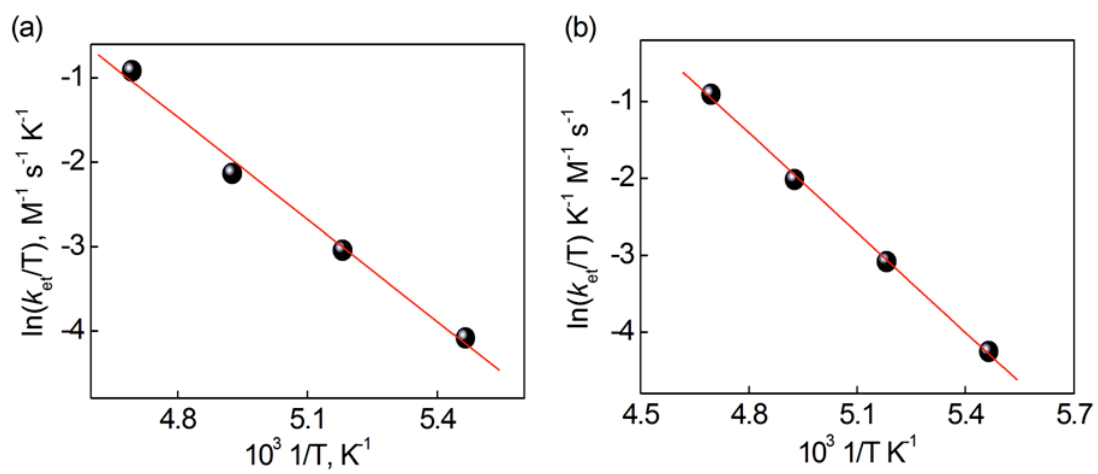 (a)
ln(k_et/T), M⁻¹ s⁻¹ K⁻¹
-1
-2
-3
-4
4.8 5.1 5.4
10³ 1/T, K⁻¹
(b)
ln(k_et/T) K⁻¹ M⁻¹ s⁻¹
-1
-2
-3
-4
4.5 4.8 5.1 5.4 5.7
10³ 1/T K⁻¹